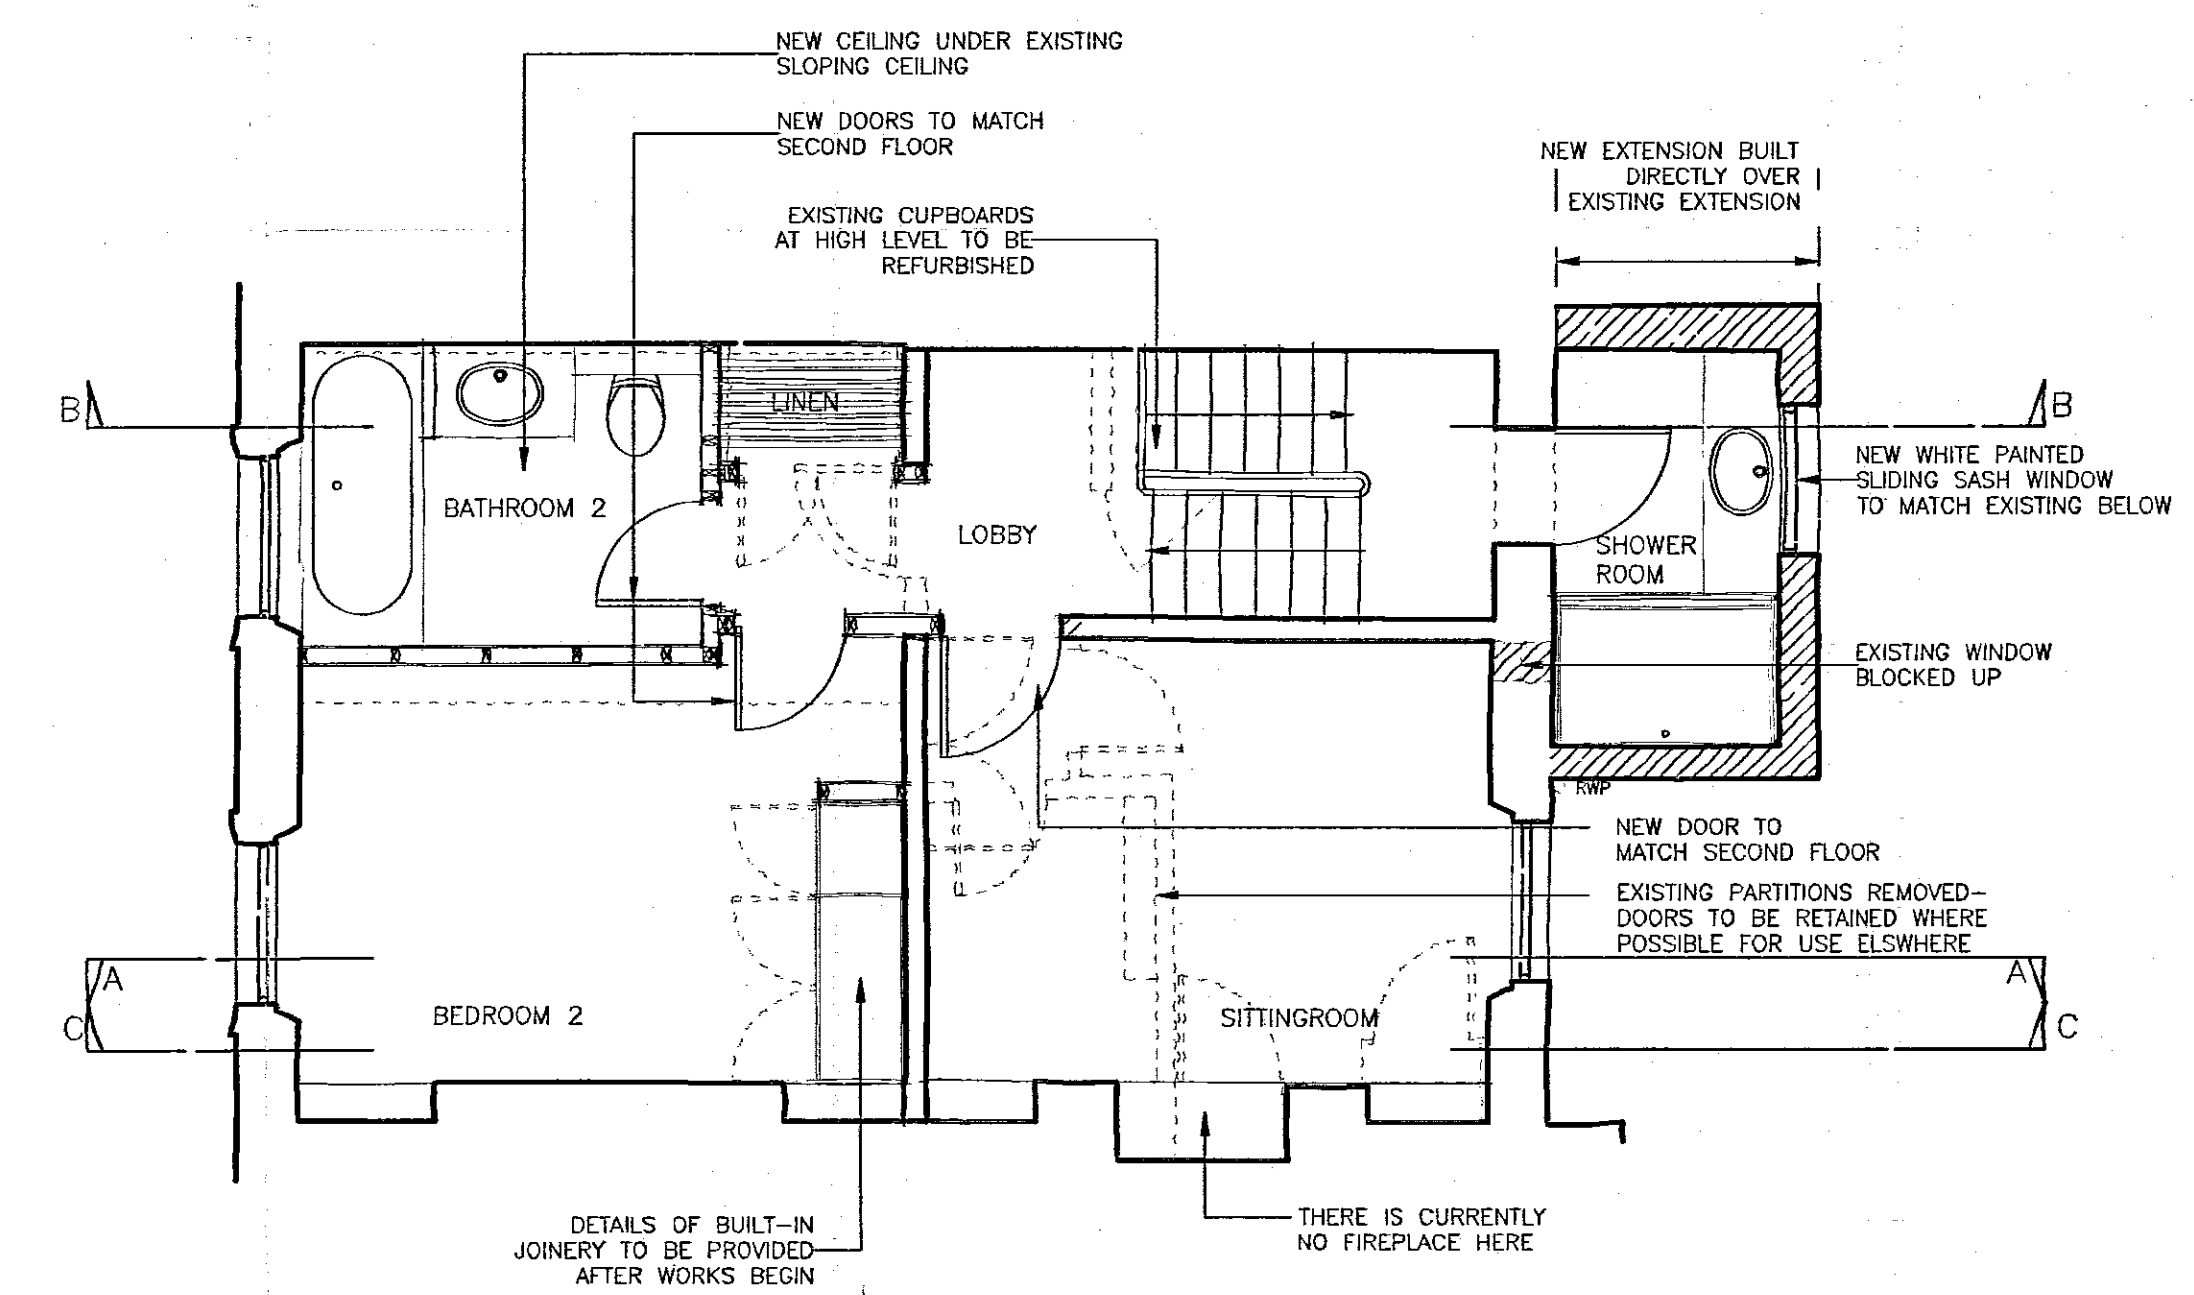 NEW CEILING UNDER EXISTING
SLOPING CEILING
NEW DOORS TO MATCH
SECOND FLOOR
NEW EXTENSION BUILT
DIRECTLY OVER
EXISTING EXTENSION
EXISTING CUPBOARDS
AT HIGH LEVEL TO BE
REFURBISHED
B
LINEN
B
NEW WHITE PAINTED
SLIDING SASH WINDOW
TO MATCH EXISTING BELOW
BATHROOM 2
LOBBY
SHOWER
ROOM
EXISTING WINDOW
BLOCKED UP
RWP
NEW DOOR TO
MATCH SECOND FLOOR
EXISTING PARTITIONS REMOVED-
DOORS TO BE RETAINED WHERE
POSSIBLE FOR USE ELSWHERE
A
A
C
BEDROOM 2
SITTINGROOM
C
DETAILS OF BUILT-IN
JOINERY TO BE PROVIDED
AFTER WORKS BEGIN
THERE IS CURRENTLY
NO FIREPLACE HERE